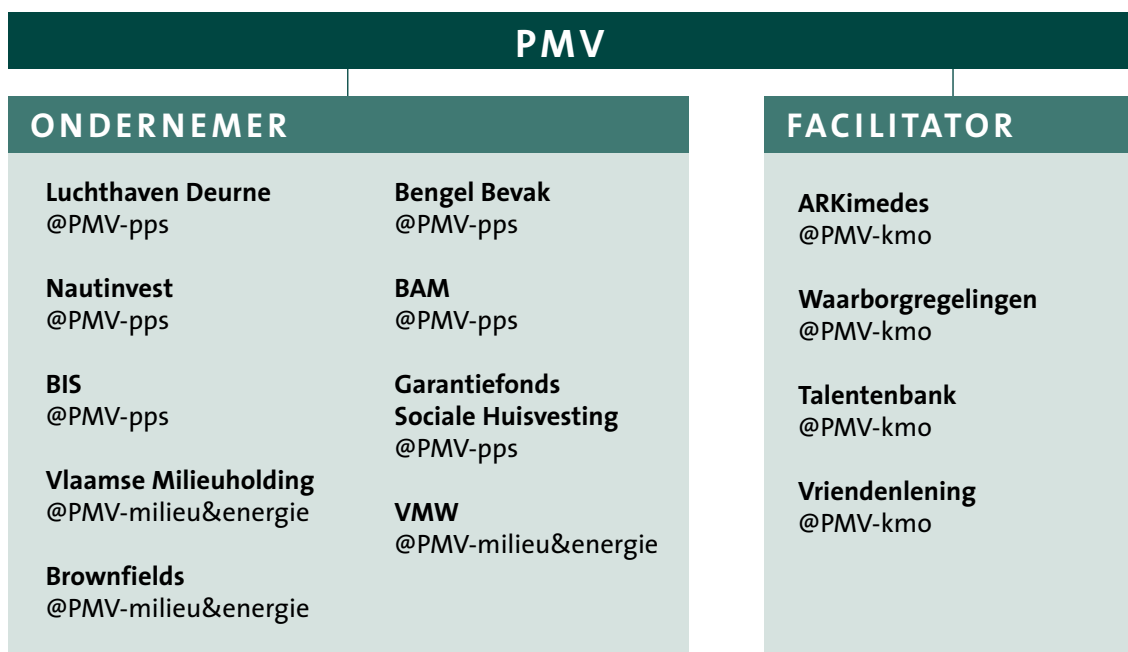 PMV
ONDERNEMER
Luchthaven Deurne
@PMV-pps
Nautinvest
@PMV-pps
BIS
@PMV-pps
Vlaamse Milieuholding
@PMV-milieu&energie
Brownfields
@PMV-milieu&energie
Bengel Bevak
@PMV-pps
BAM
@PMV-pps
Garantiefonds
Sociale Huisvesting
@PMV-pps
VMW
@PMV-milieu&energie
FACILITATOR
ARKimedes
@PMV-kmo
Waarborgregelingen
@PMV-kmo
Talentenbank
@PMV-kmo
Vriendenlening
@PMV-kmo